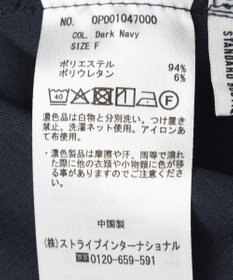 NO. 0P001047000
COL. Dark Navy
SIZE F
ポリエステル 94%
ポリウレタン 6%
40
F
濃色品は白物と分別洗い。つけ置き
禁止。洗濯ネット使用。アイロンあ
て布使用。
・濃色製品は摩擦や汗、雨等で濡れ
た際に他の衣類や小物類に色が移
る事がありますのでご注意くださ
い。
中国製
(株)ストライプインターナショナル
0120-659-591